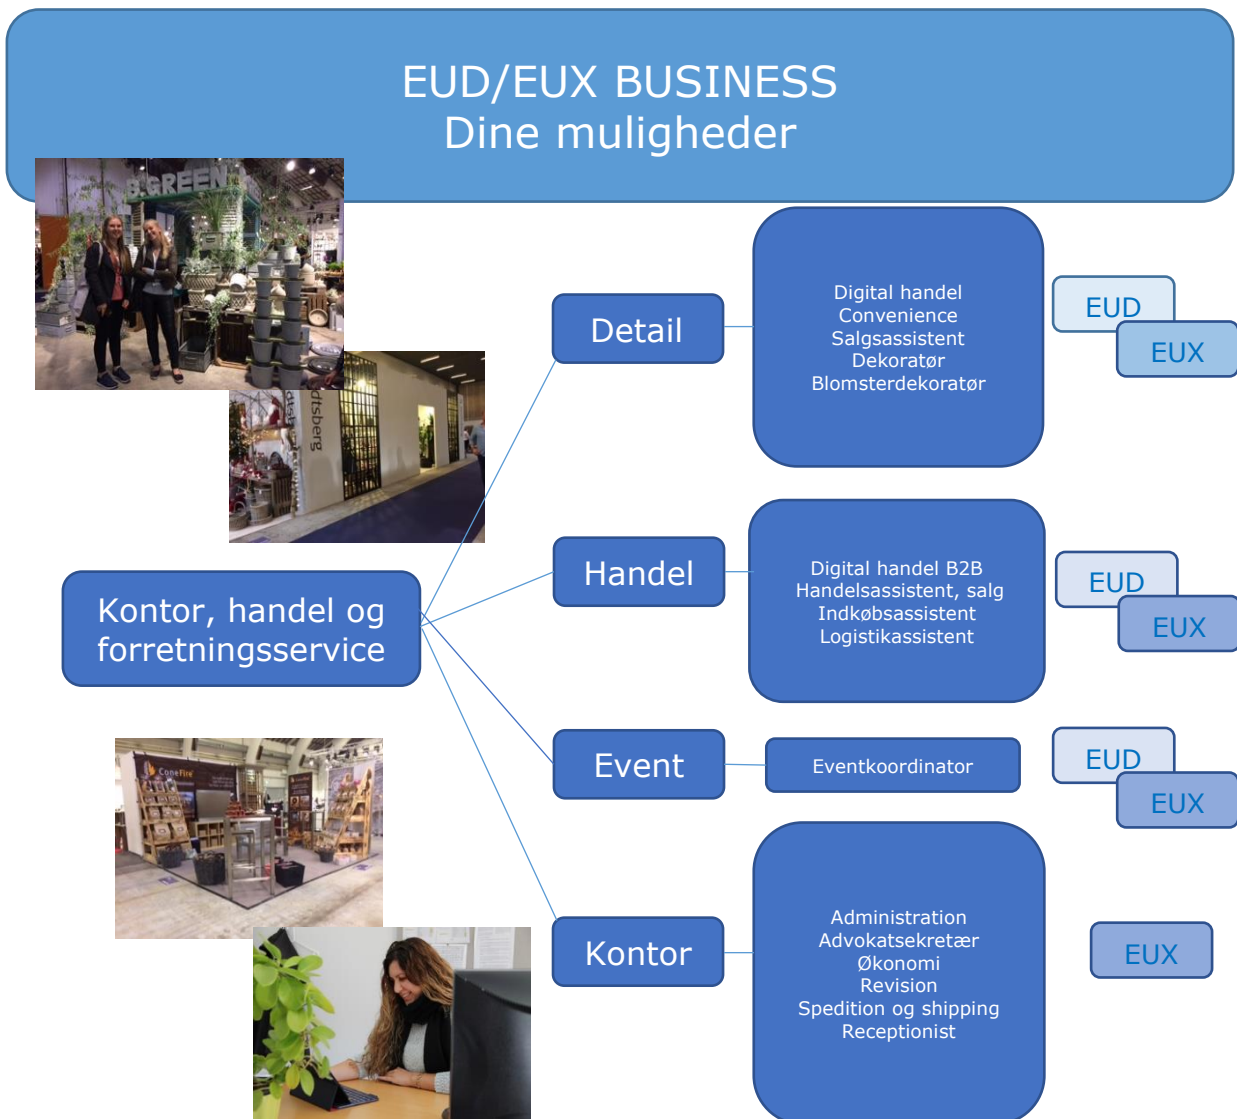 EUD/EUX BUSINESS
Dine muligheder
B.GREEN
dtsberg
Detail
Digital handel
Convenience
Salgsassistent
Dekoratør
Blomsterdekoratør
EUD
EUX
Handel
Digital handel B2B
Handelsassistent, salg
Indkøbsassistent
Logistikassistent
EUD
EUX
Kontor, handel og
forretningsservice
Event
Eventkoordinator
EUD
EUX
ConeFire
Kontor
Administration
Advokatsekretær
Økonomi
Revision
Spedition og shipping
Receptionist
EUX